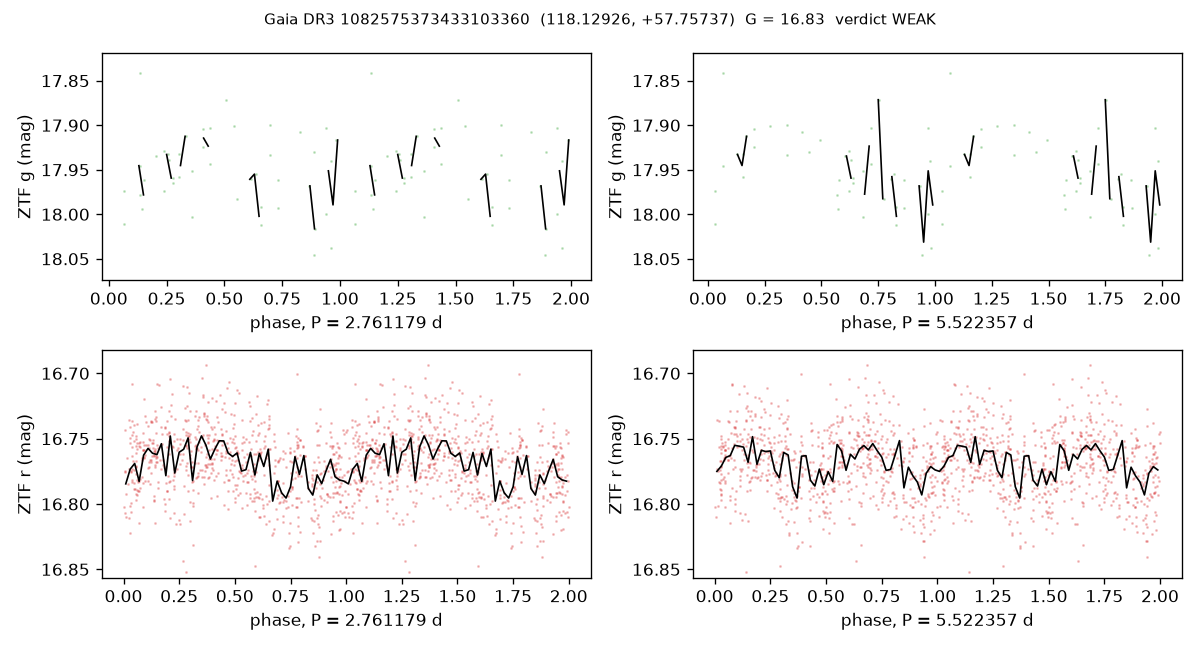 Gaia DR3 1082575373433103360  (118.12926, +57.75737)  G = 16.83  verdict WEAK
ZTF g (mag)
17.85
17.90
17.95
18.00
18.05
0.00 0.25 0.50 0.75 1.00 1.25 1.50 1.75 2.00
phase, P = 2.761179 d
ZTF g (mag)
17.85
17.90
17.95
18.00
18.05
0.00 0.25 0.50 0.75 1.00 1.25 1.50 1.75 2.00
phase, P = 5.522357 d
ZTF r (mag)
16.70
16.75
16.80
16.85
0.00 0.25 0.50 0.75 1.00 1.25 1.50 1.75 2.00
phase, P = 2.761179 d
ZTF r (mag)
16.70
16.75
16.80
16.85
0.00 0.25 0.50 0.75 1.00 1.25 1.50 1.75 2.00
phase, P = 5.522357 d